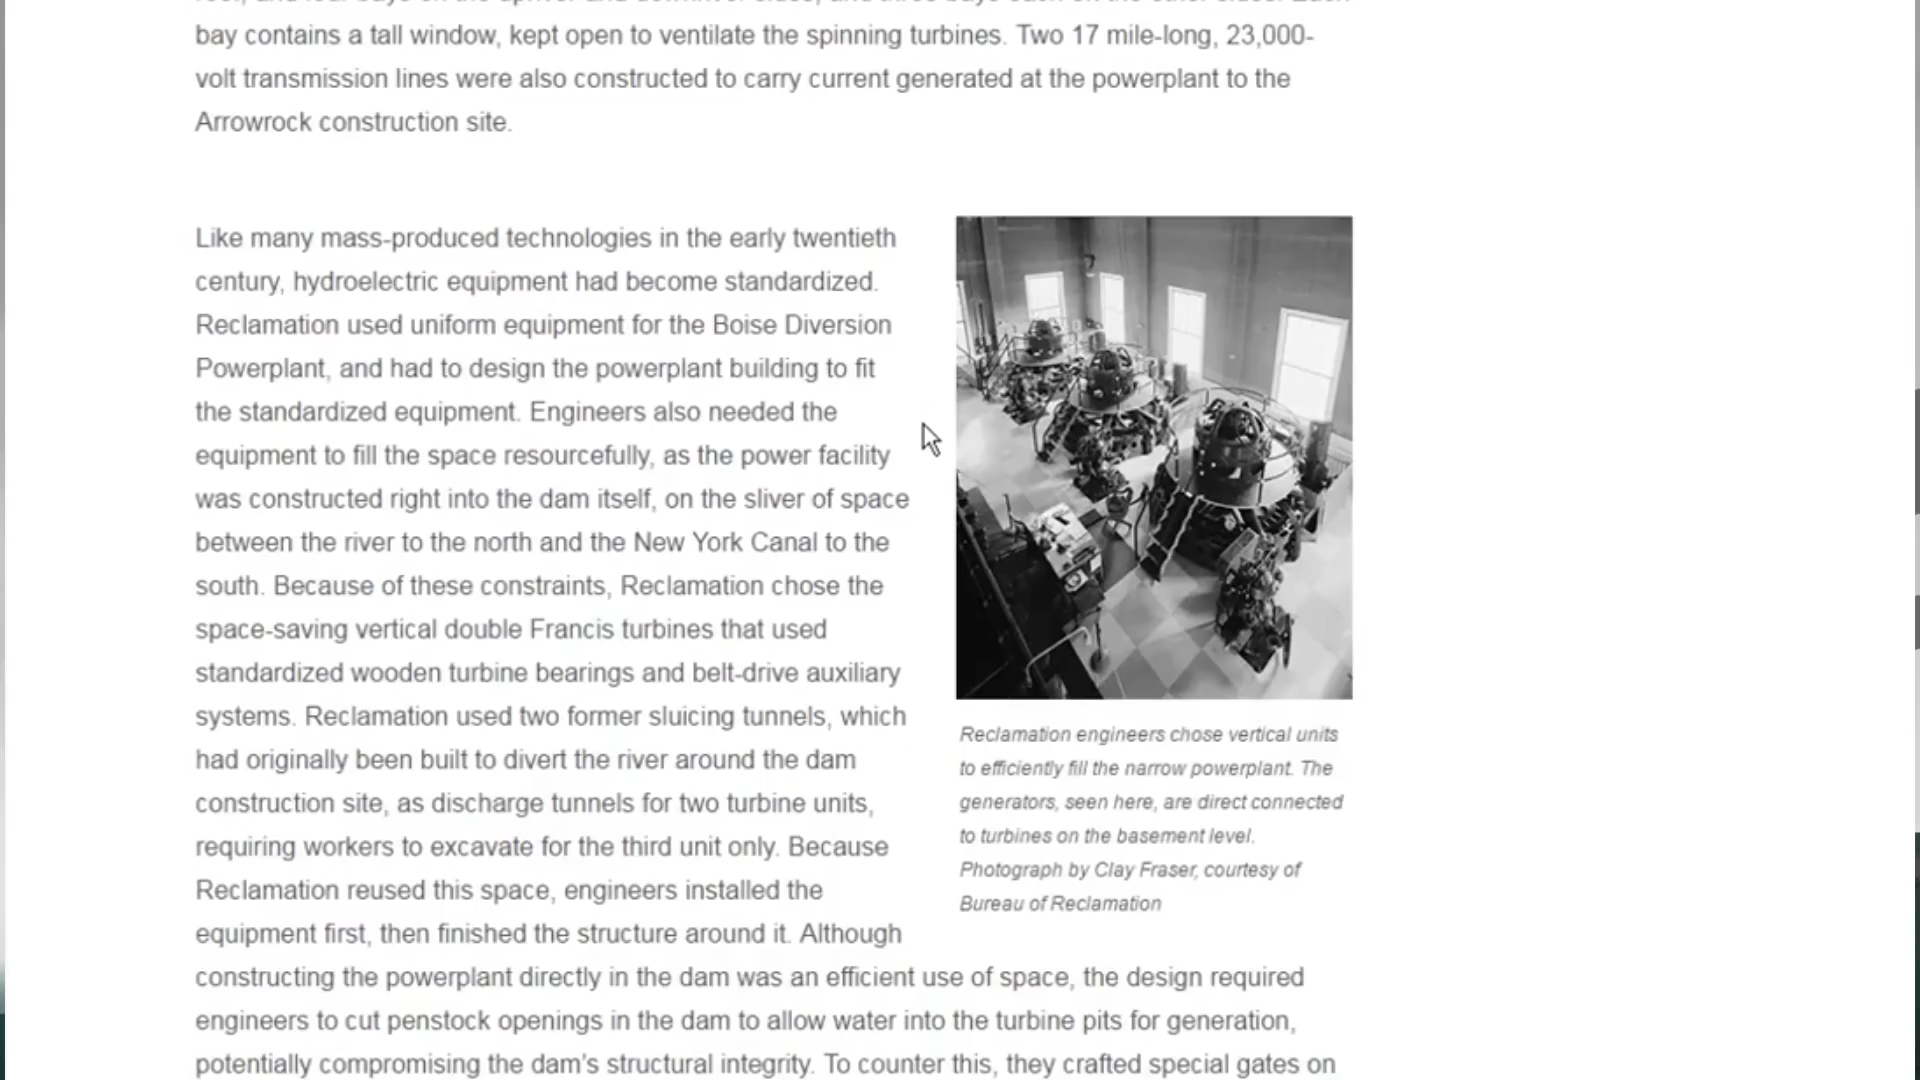 bay contains a tall window, kept open to ventilate the spinning turbines. Two 17 mile-long, 23,000-
volt transmission lines were also constructed to carry current generated at the powerplant to the
Arrowrock construction site.
Like many mass-produced technologies in the early twentieth
century, hydroelectric equipment had become standardized.
Reclamation used uniform equipment for the Boise Diversion
Powerplant, and had to design the powerplant building to fit
the standardized equipment. Engineers also needed the
equipment to fill the space resourcefully, as the power facility
was constructed right into the dam itself, on the sliver of space
between the river to the north and the New York Canal to the
south. Because of these constraints, Reclamation chose the
space-saving vertical double Francis turbines that used
standardized wooden turbine bearings and belt-drive auxiliary
systems. Reclamation used two former sluicing tunnels, which
had originally been built to divert the river around the dam
construction site, as discharge tunnels for two turbine units,
requiring workers to excavate for the third unit only. Because
Reclamation reused this space, engineers installed the
equipment first, then finished the structure around it. Although
constructing the powerplant directly in the dam was an efficient use of space, the design required
engineers to cut penstock openings in the dam to allow water into the turbine pits for generation,
potentially compromising the dam's structural integrity. To counter this, they crafted special gates on
Reclamation engineers chose vertical units
to efficiently fill the narrow powerplant. The
generators, seen here, are direct connected
to turbines on the basement level.
Photograph by Clay Fraser, courtesy of
Bureau of Reclamation